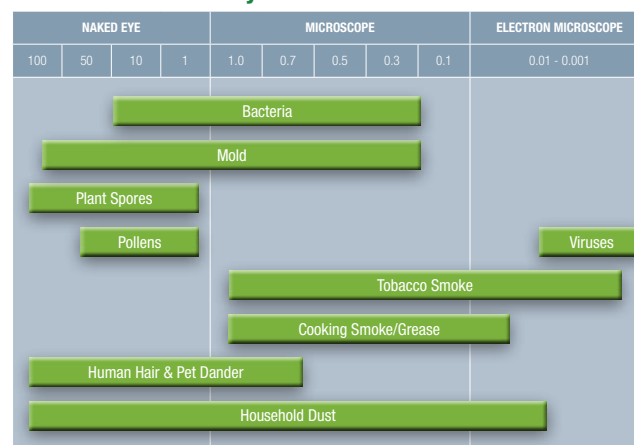 NAKED EYE MICROSCOPE ELECTRON MICROSCOPE
100 50 10 1 1.0 0.7 0.5 0.3 0.1 0.01 - 0.001
Bacteria
Mold
Plant Spores
Pollens Viruses
Tobacco Smoke
Cooking Smoke/Grease
Human Hair & Pet Dander
Household Dust